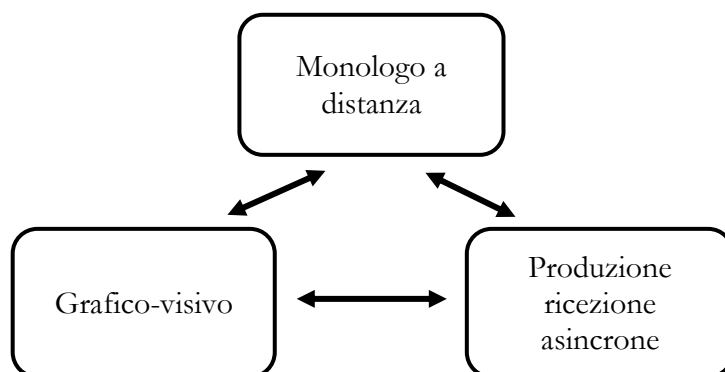 Monologo a
distanza
Grafico-visivo
Produzione
ricezione
asincrone